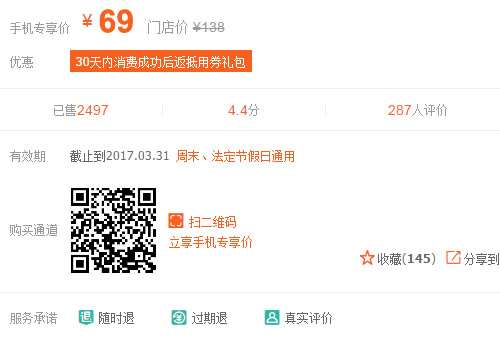 手机专享价 ¥69 门店价 ¥138
优惠 30天内消费成功后返抵用券礼包
已售2497 4.4分 287人评价
有效期 截止到2017.03.31 周末、法定节假日通用
购买通道 扫二维码
立享手机专享价
收藏(145) 分享到
服务承诺 退 随时退 过期退 真实评价